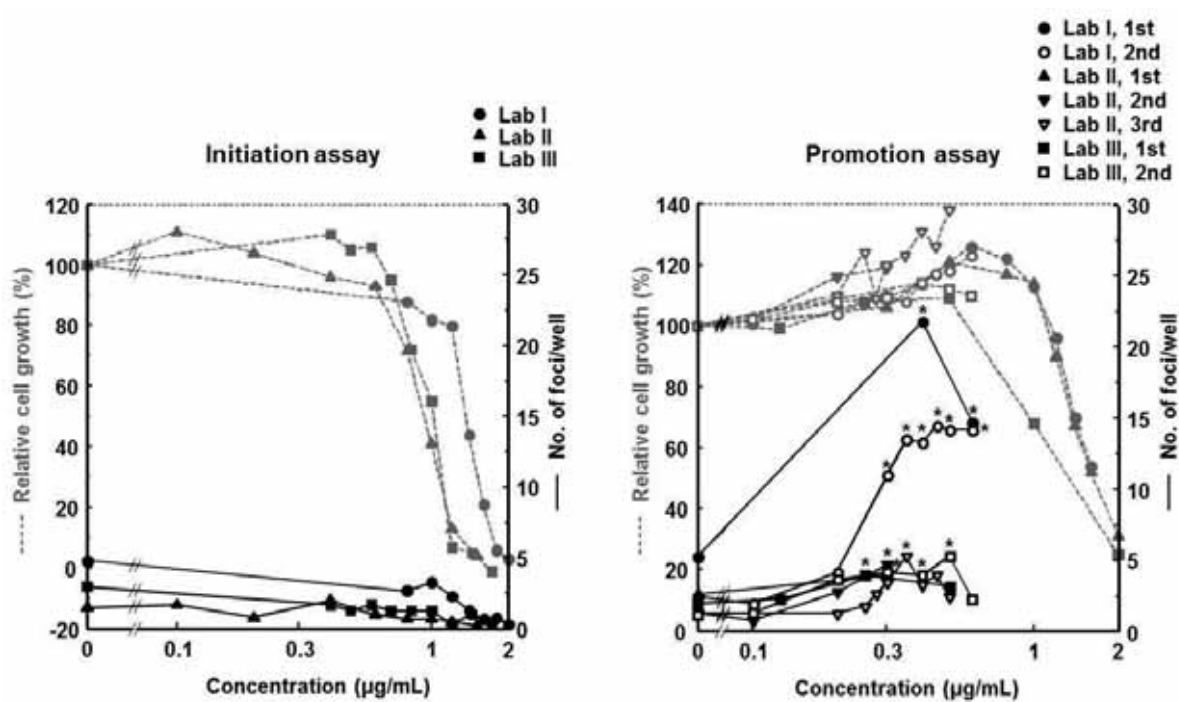 Lab I, 1st
Lab I, 2nd
Lab II, 1st
Lab II, 2nd
Lab II, 3rd
Lab III, 1st
Lab III, 2nd
Lab I
Lab II
Lab III
Initiation assay
Promotion assay
120
100
80
60
40
20
0
-20
Relative cell growth (%)
30
25
20
15
10
5
0
No. of foci/well
0
0.1
0.3
1
2
Concentration (µg/mL)
140
120
100
80
60
40
20
0
Relative cell growth (%)
30
25
20
15
10
5
0
No. of foci/well
0
0.1
0.3
1
2
Concentration (µg/mL)